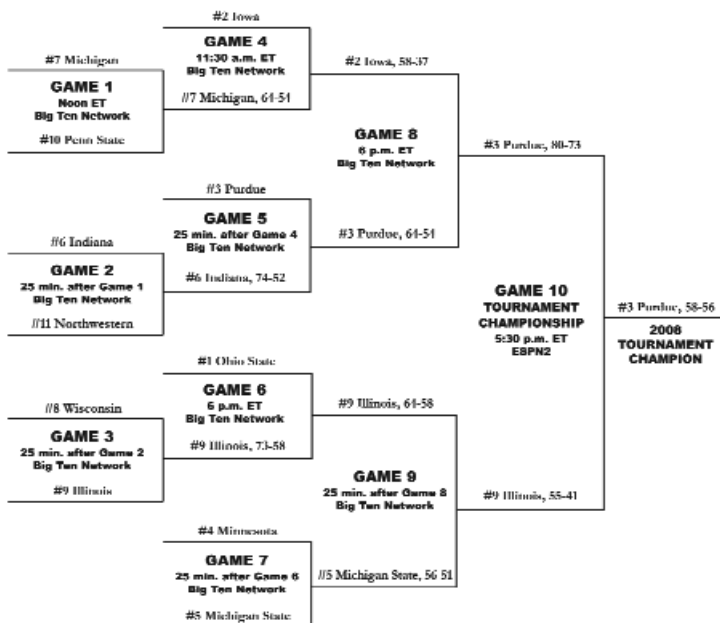 #2 Iowa
GAME 4
11:30 a.m. ET
Big Ten Network
#7 Michigan, 64-54
#7 Michigan
GAME 1
Noon ET
Big Ten Network
#10 Penn State
#2 Iowa, 58-37
GAME 8
6 p.m. ET
Big Ten Network
#3 Purdue, 64-54
#3 Purdue
GAME 5
25 min. after Game 4
Big Ten Network
#6 Indiana, 74-52
#6 Indiana
GAME 2
25 min. after Game 1
Big Ten Network
#11 Northwestern
#3 Purdue, 80-73
GAME 10
TOURNAMENT
CHAMPIONSHIP
5:30 p.m. ET
ESPN2
#9 Illinois, 55-41
#3 Purdue, 58-56
2008
TOURNAMENT
CHAMPION
#1 Ohio State
GAME 6
6 p.m. ET
Big Ten Network
#9 Illinois, 73-58
#8 Wisconsin
GAME 3
25 min. after Game 2
Big Ten Network
#9 Illinois
#9 Illinois, 64-58
GAME 9
25 min. after Game 8
Big Ten Network
#5 Michigan State, 56-51
#4 Minnesota
GAME 7
25 min. after Game 6
Big Ten Network
#5 Michigan State